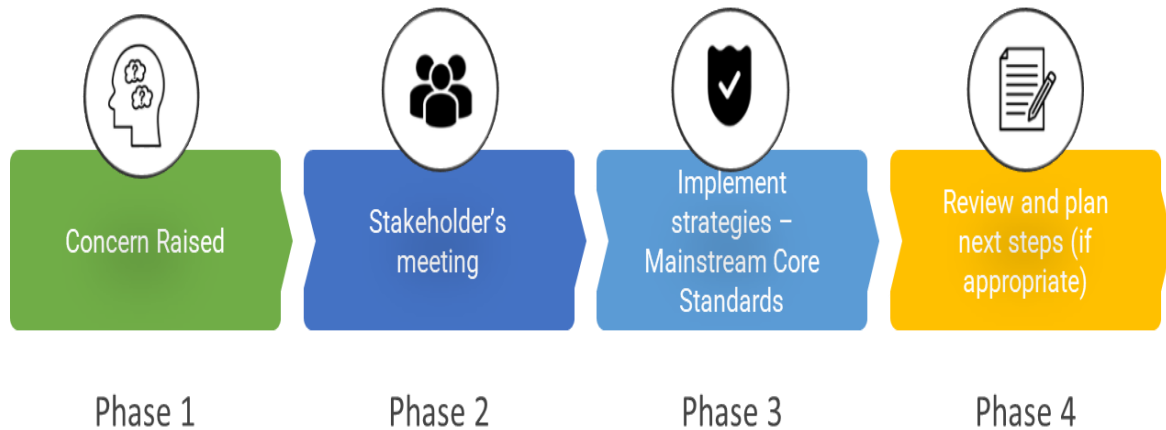 Concern Raised
Stakeholder’s
meeting
Implement
strategies –
Mainstream Core
Standards
Review and plan
next steps (if
appropriate)
Phase 1
Phase 2
Phase 3
Phase 4